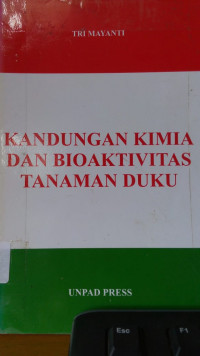 TRI MAYANTI
KANDUNGAN KIMIA
DAN BIOAKTIVITAS
TANAMAN DUKU
UNPAD PRESS
Esc
F1